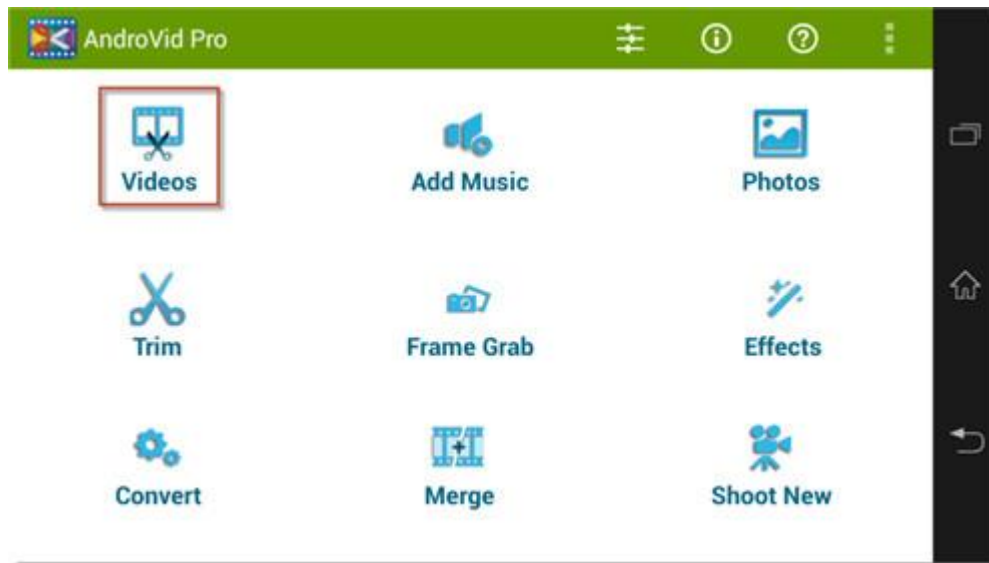 AndroVid Pro
Videos
Add Music
Photos
Trim
Frame Grab
Effects
Convert
Merge
Shoot New